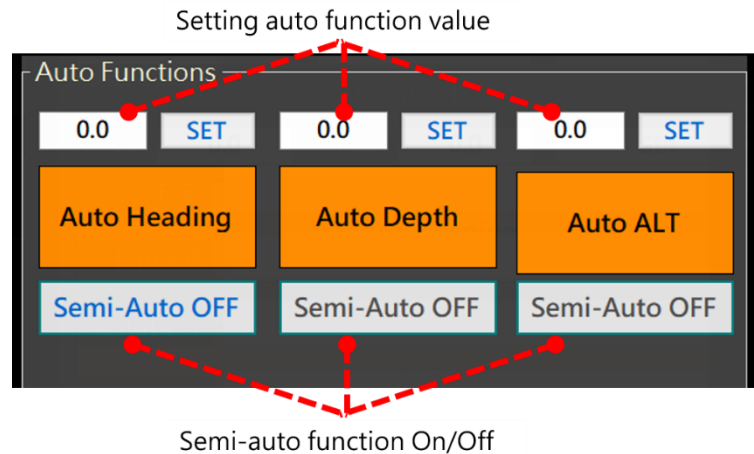 Setting auto function value
Auto Functions
0.0 SET 0.0 SET 0.0 SET
Auto Heading Auto Depth Auto ALT
Semi-Auto OFF Semi-Auto OFF Semi-Auto OFF
Semi-auto function On/Off